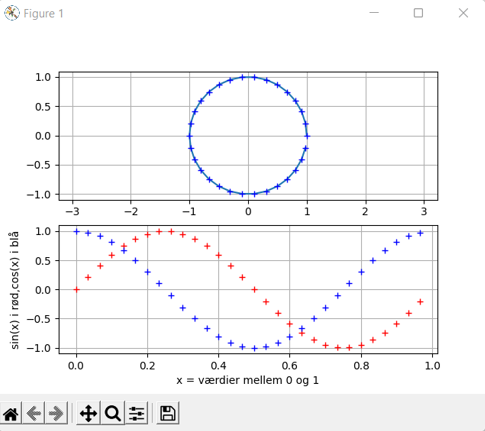 Figure 1
1.0
0.5
0.0
−0.5
−1.0
−3 −2 −1 0 1 2 3
sin(x) i rød,cos(x) i blå
1.0
0.5
0.0
−0.5
−1.0
0.0 0.2 0.4 0.6 0.8 1.0
x = værdier mellem 0 og 1